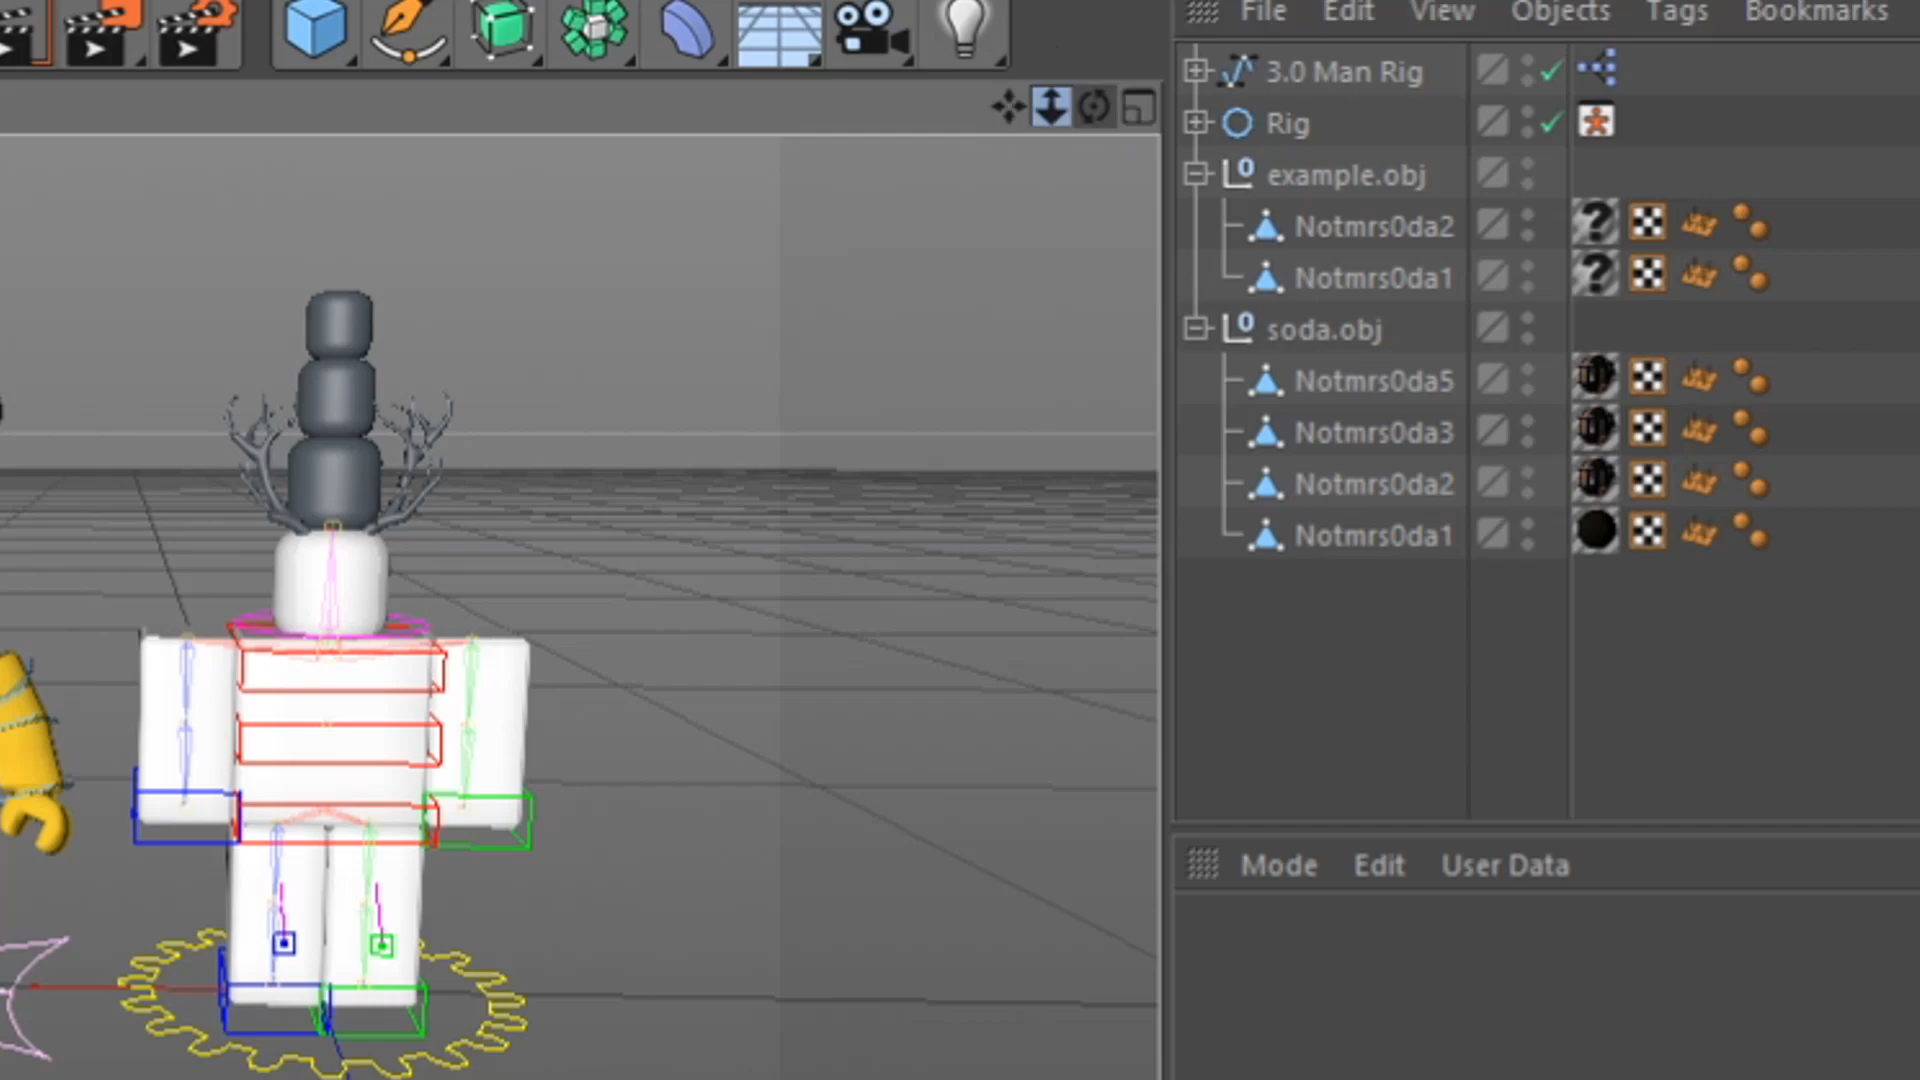 File Edit View Objects Tags Bookmarks
3.0 Man Rig
Rig
example.obj
Notmrs0da2
Notmrs0da1
soda.obj
Notmrs0da5
Notmrs0da3
Notmrs0da2
Notmrs0da1
Mode Edit User Data